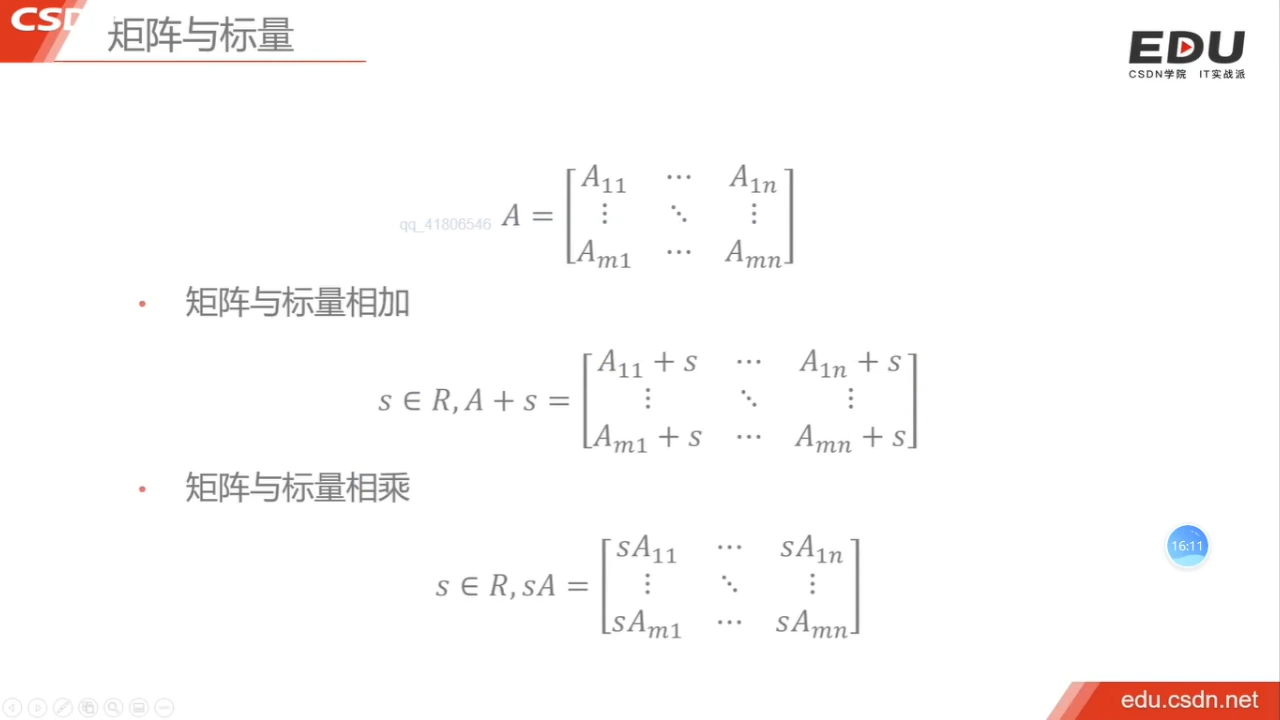 CSD
矩阵与标量
EDU
CSDN学院 IT实战派
qq_41806546
A = [A₁₁ ⋯ A₁ₙ
⋮ ⋱ ⋮
Aₘ₁ ⋯ Aₘₙ]
• 矩阵与标量相加
s ∈ R, A + s = [A₁₁ + s ⋯ A₁ₙ + s
⋮ ⋱ ⋮
Aₘ₁ + s ⋯ Aₘₙ + s]
• 矩阵与标量相乘
s ∈ R, sA = [sA₁₁ ⋯ sA₁ₙ
⋮ ⋱ ⋮
sAₘ₁ ⋯ sAₘₙ]
16:11
edu.csdn.net